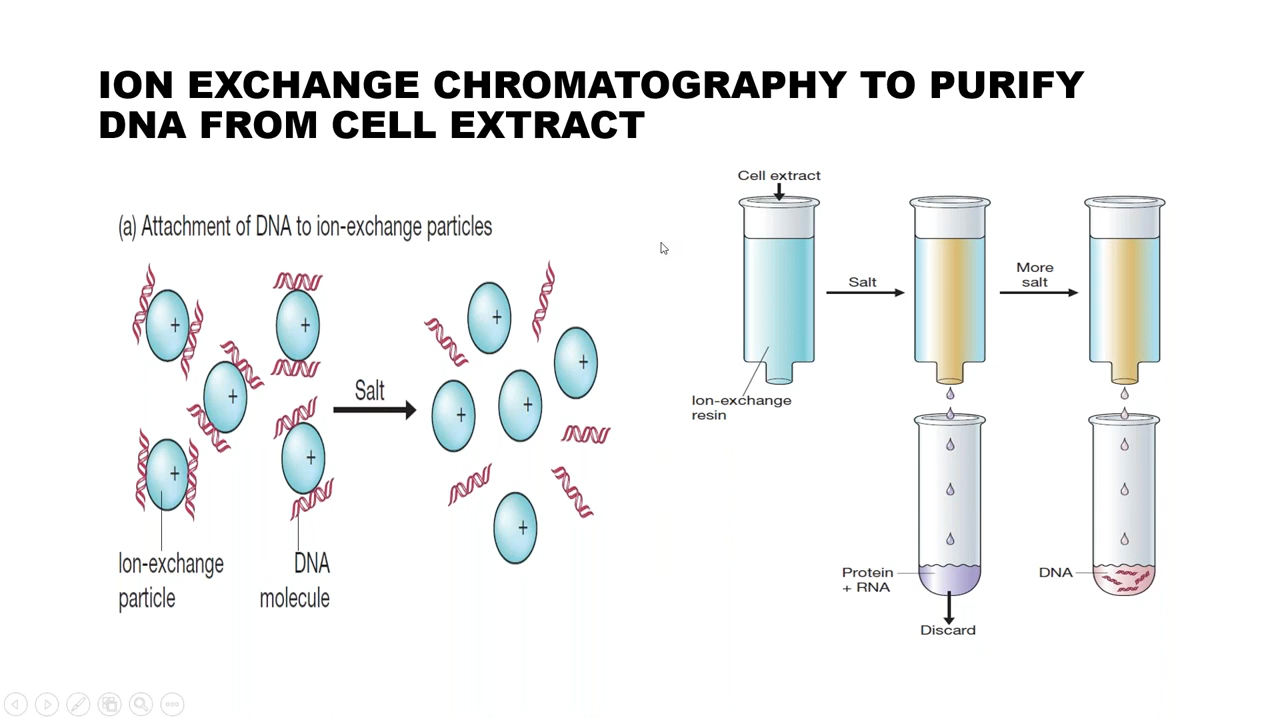 ION EXCHANGE CHROMATOGRAPHY TO PURIFY
DNA FROM CELL EXTRACT
(a) Attachment of DNA to ion-exchange particles
+
+
+
+
+
Salt
+
+
+
+
+
Ion-exchange
particle
DNA
molecule
Cell extract
Salt
More
salt
Ion-exchange
resin
Protein
+ RNA
DNA
Discard